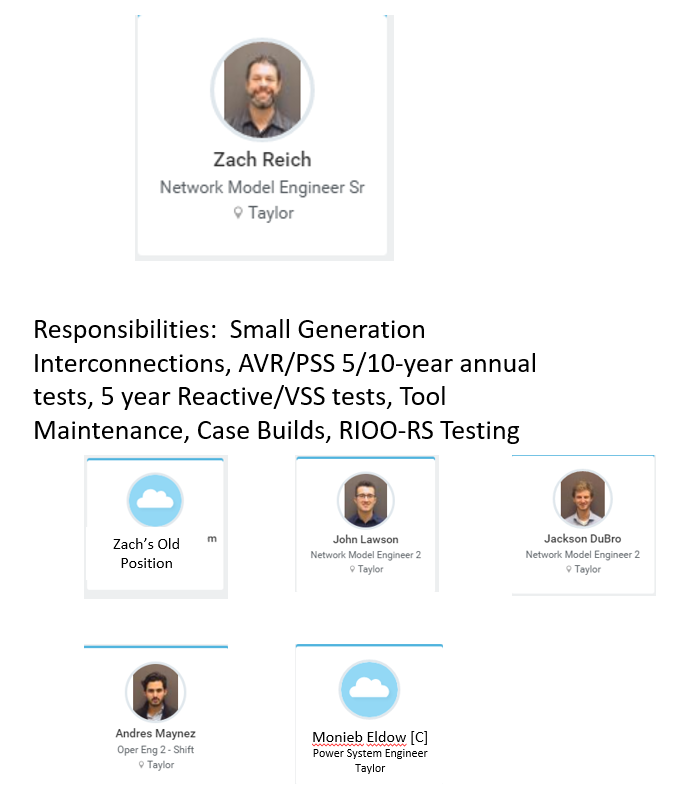 Zach Reich
Network Model Engineer Sr
Taylor
Responsibilities:  Small Generation
Interconnections, AVR/PSS 5/10-year annual
tests, 5 year Reactive/VSS tests, Tool
Maintenance, Case Builds, RIOO-RS Testing
Zach's Old
Position
m
John Lawson
Network Model Engineer 2
Taylor
Jackson DuBro
Network Model Engineer 2
Taylor
Andres Maynez
Oper Eng 2 - Shift
Taylor
Monieb Eldow [C]
Power System Engineer
Taylor